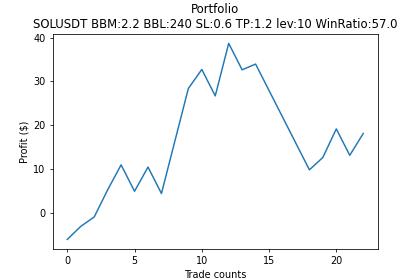 Portfolio
SOLUSDT BBM:2.2 BBL:240 SL:0.6 TP:1.2 lev:10 WinRatio:57.0
40
30
20
10
0
Profit ($)
0 5 10 15 20
Trade counts